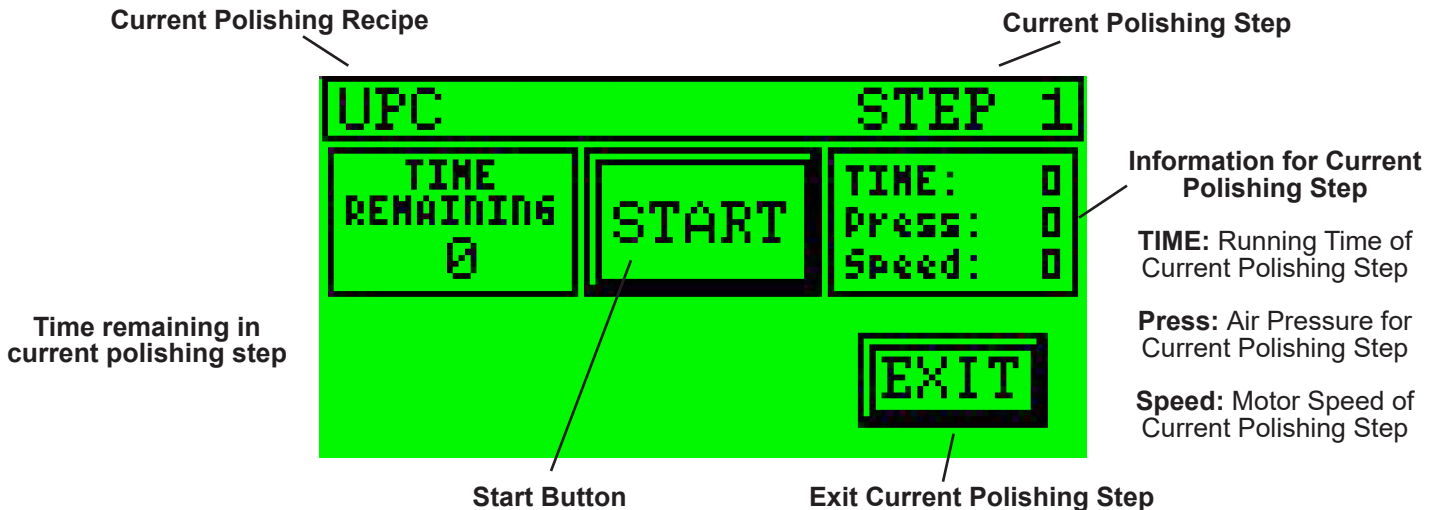 Current Polishing Recipe
Current Polishing Step
UPC STEP 1
TIME
REMAINING
0
START
TIME: 0
Press: 0
Speed: 0
Information for Current
Polishing Step
TIME: Running Time of
Current Polishing Step
Press: Air Pressure for
Current Polishing Step
Speed: Motor Speed of
Current Polishing Step
Time remaining in
current polishing step
EXIT
Start Button
Exit Current Polishing Step